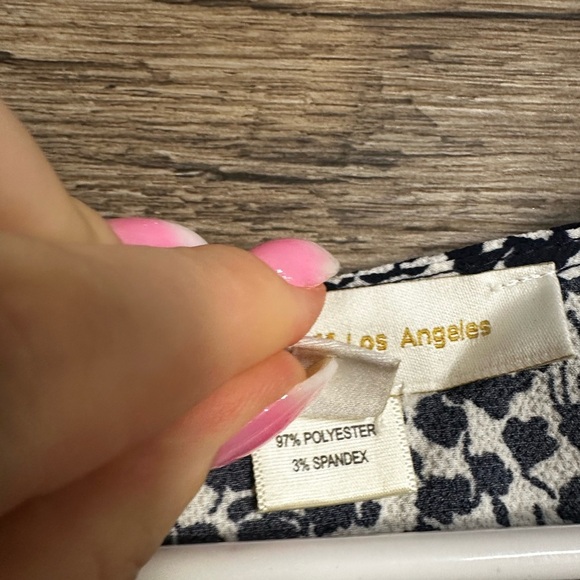 Los Angeles
97% POLYESTER
3% SPANDEX